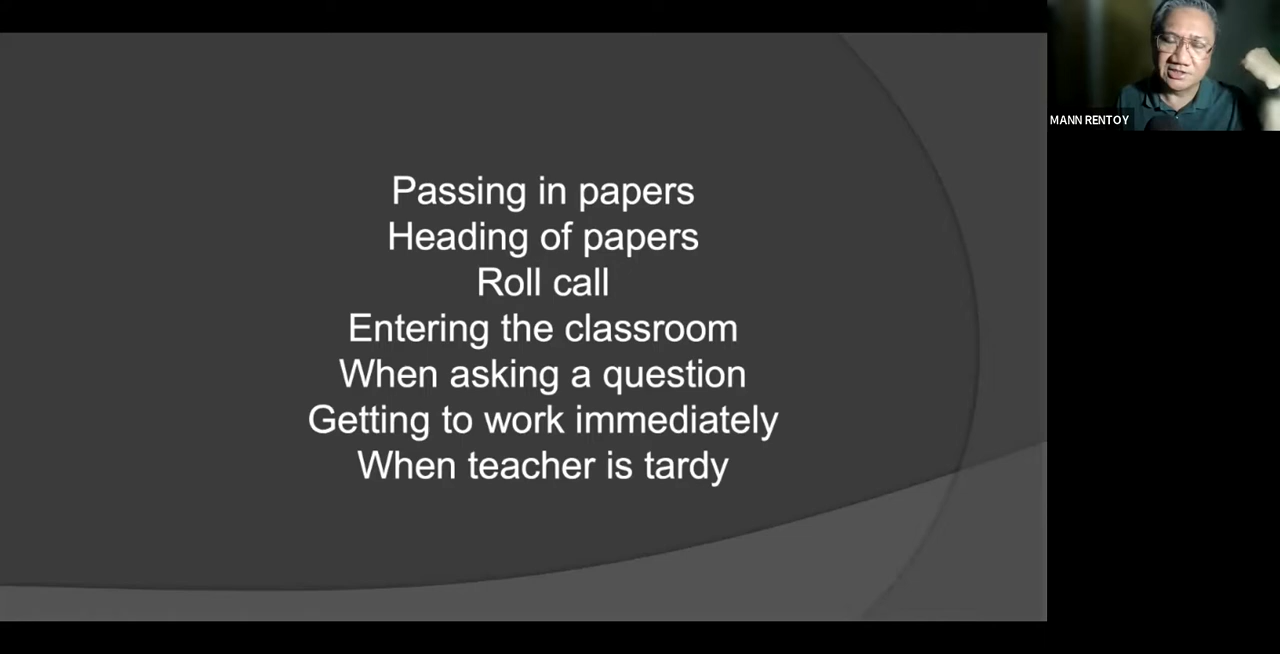 Passing in papers
Heading of papers
Roll call
Entering the classroom
When asking a question
Getting to work immediately
When teacher is tardy
MANN RENTOY